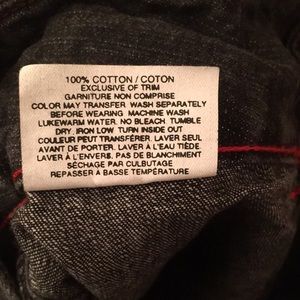 100% COTTON / COTON
EXCLUSIVE OF TRIM
GARNITURE NON COMPRISE
COLOR MAY TRANSFER WASH SEPARATELY
BEFORE WEARING. MACHINE WASH
LUKEWARM WATER. NO BLEACH. TUMBLE
DRY. IRON LOW. TURN INSIDE OUT
COULEUR PEUT TRANSFÉRER. LAVER SEUL
AVANT DE PORTER. LAVER À L'EAU TIÈDE.
LAVER À L'ENVERS. PAS DE BLANCHIMENT
SÉCHAGE PAR CULBUTAGE
REPASSER A BASSE TEMPÉRATURE